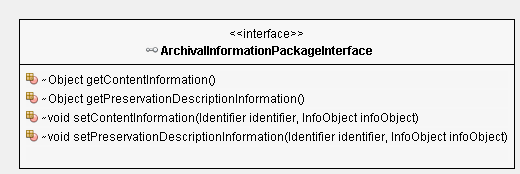 <<interface>>
ArchivalInformationPackageInterface
~Object getContentInformation()
~Object getPreservationDescriptionInformation()
~void setContentInformation(Identifier identifier, InfoObject infoObject)
~void setPreservationDescriptionInformation(Identifier identifier, InfoObject infoObject)